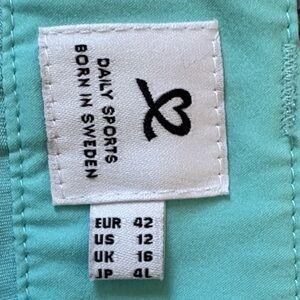 DAILY SPORTS
BORN IN SWEDEN
EUR 42
US 12
UK 16
JP 4L